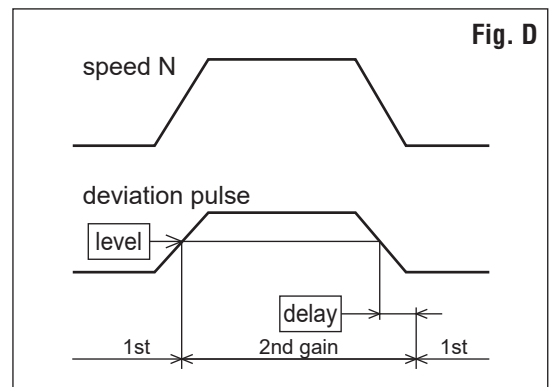 Fig. D
speed N
deviation pulse
level
delay
1st 2nd gain 1st